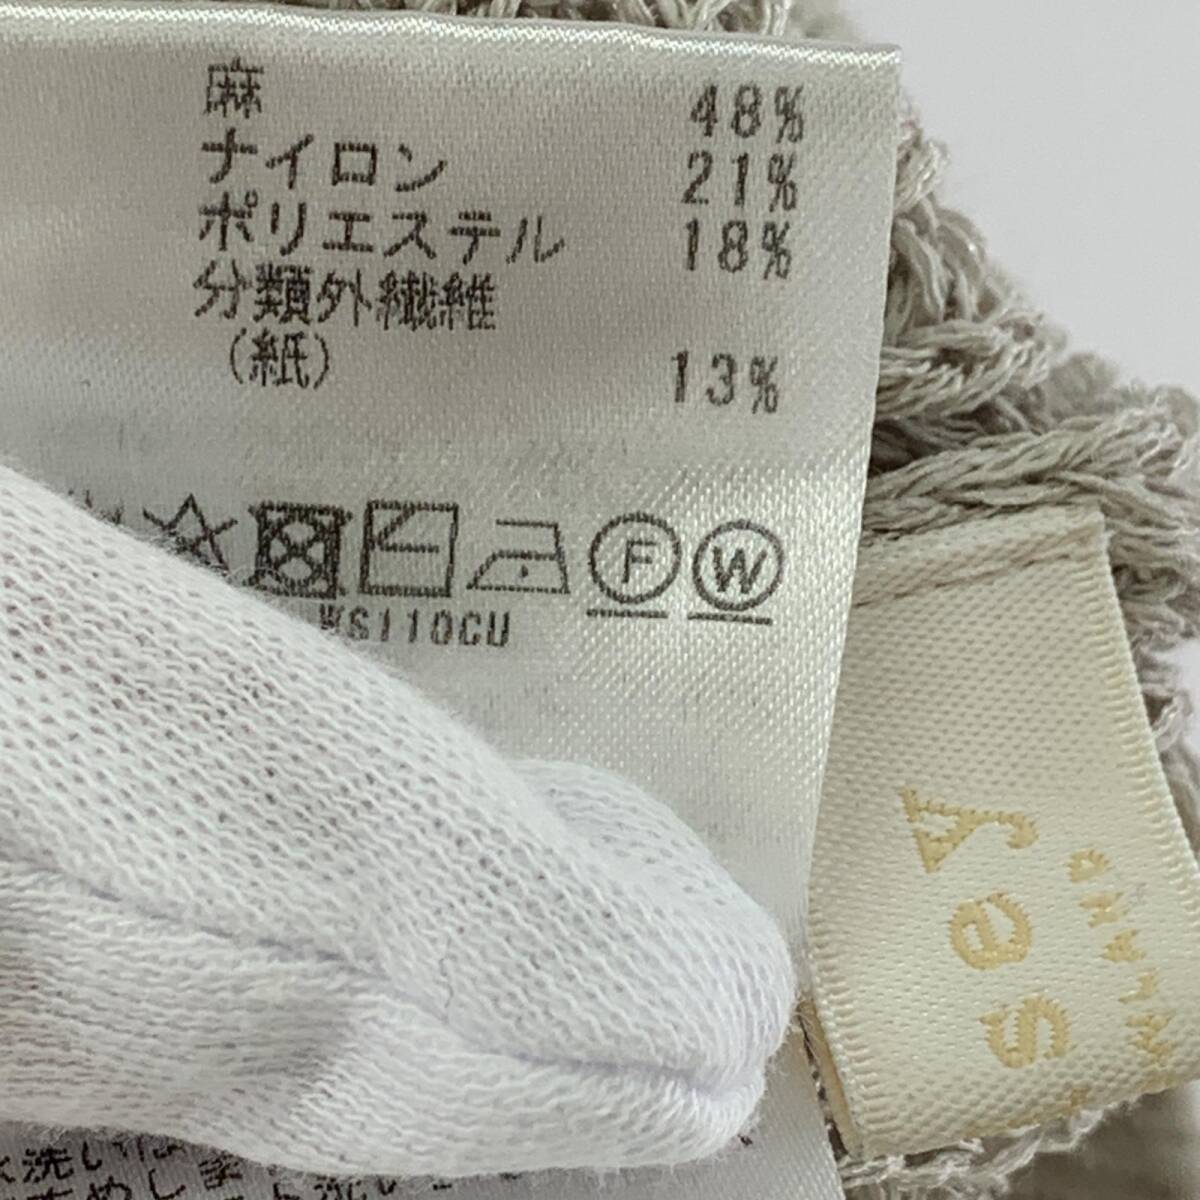 麻 48%
ナイロン 21%
ポリエステル 18%
分類外繊維
(紙) 13%
F W
WS110CU